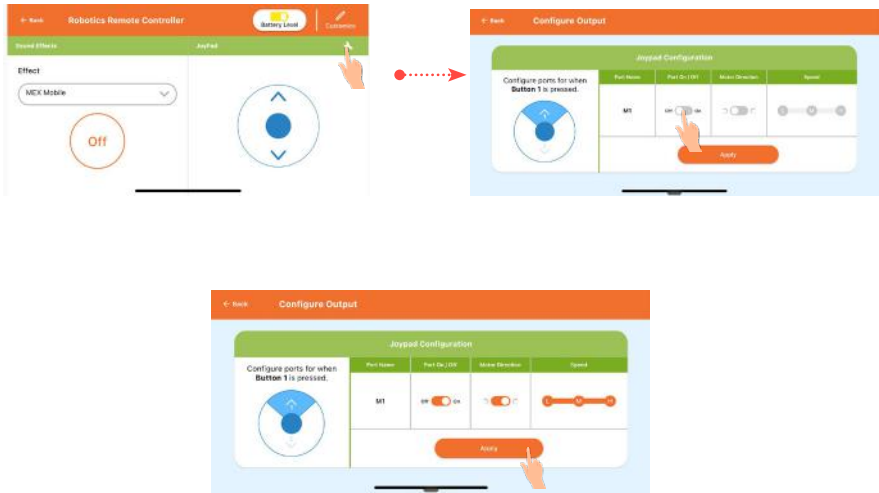 ← Back Robotics Remote Controller Battery Level Customize
Sound Effects JoyPad
Effect
MEX Mobile
Off
← Back Configure Output
Joypad Configuration
Configure ports for when
Button 1 is pressed.
Port Name Port On / Off Motor Direction Speed
M1 Off On L M H
Apply
← Back Configure Output
Joypad Configuration
Configure ports for when
Button 1 is pressed.
Port Name Port On / Off Motor Direction Speed
M1 Off On L M H
Apply